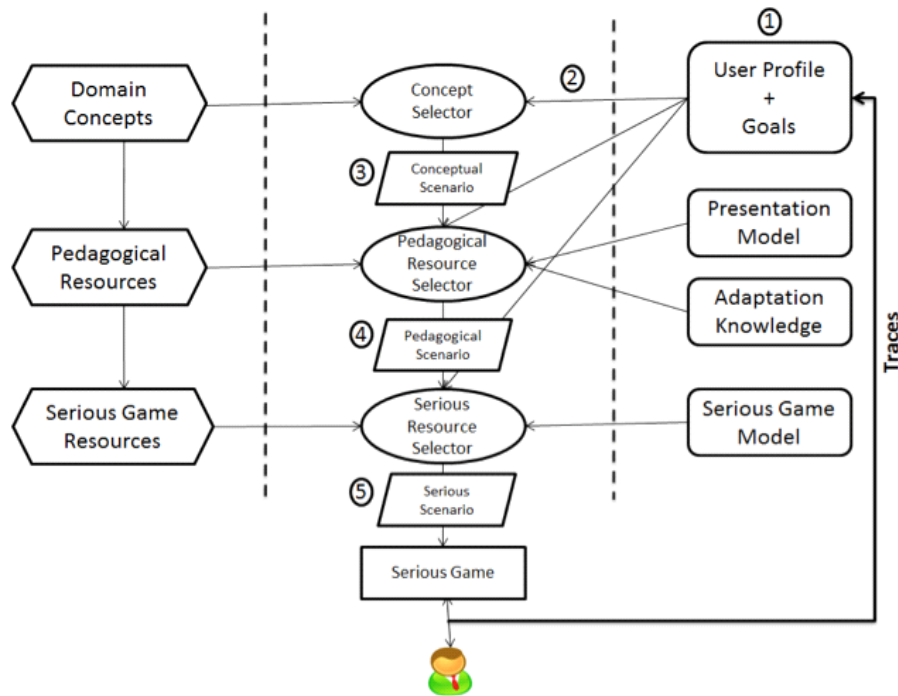 ①
User Profile
+
Goals
Domain
Concepts
Concept
Selector
②
③
Conceptual
Scenario
Presentation
Model
Pedagogical
Resources
Pedagogical
Resource
Selector
Adaptation
Knowledge
④
Pedagogical
Scenario
Traces
Serious Game
Resources
Serious
Resource
Selector
Serious Game
Model
⑤
Serious
Scenario
Serious Game